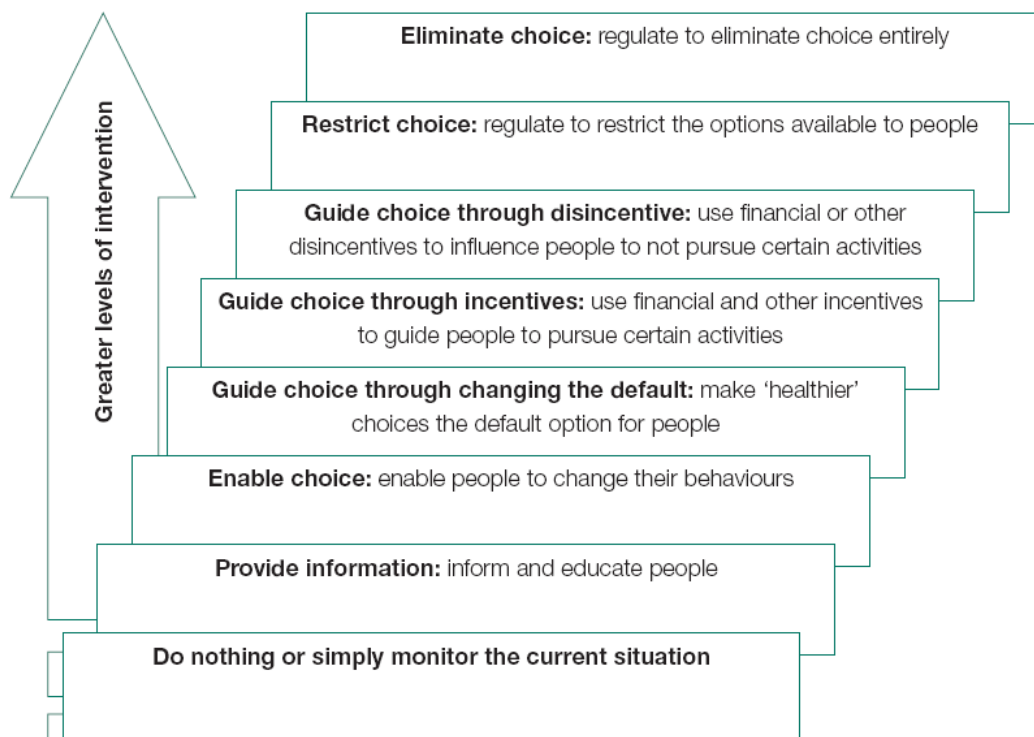 Eliminate choice: regulate to eliminate choice entirely
Restrict choice: regulate to restrict the options available to people
Guide choice through disincentive: use financial or other
disincentives to influence people to not pursue certain activities
Guide choice through incentives: use financial and other incentives
to guide people to pursue certain activities
Guide choice through changing the default: make ‘healthier’
choices the default option for people
Enable choice: enable people to change their behaviours
Provide information: inform and educate people
Do nothing or simply monitor the current situation
Greater levels of intervention